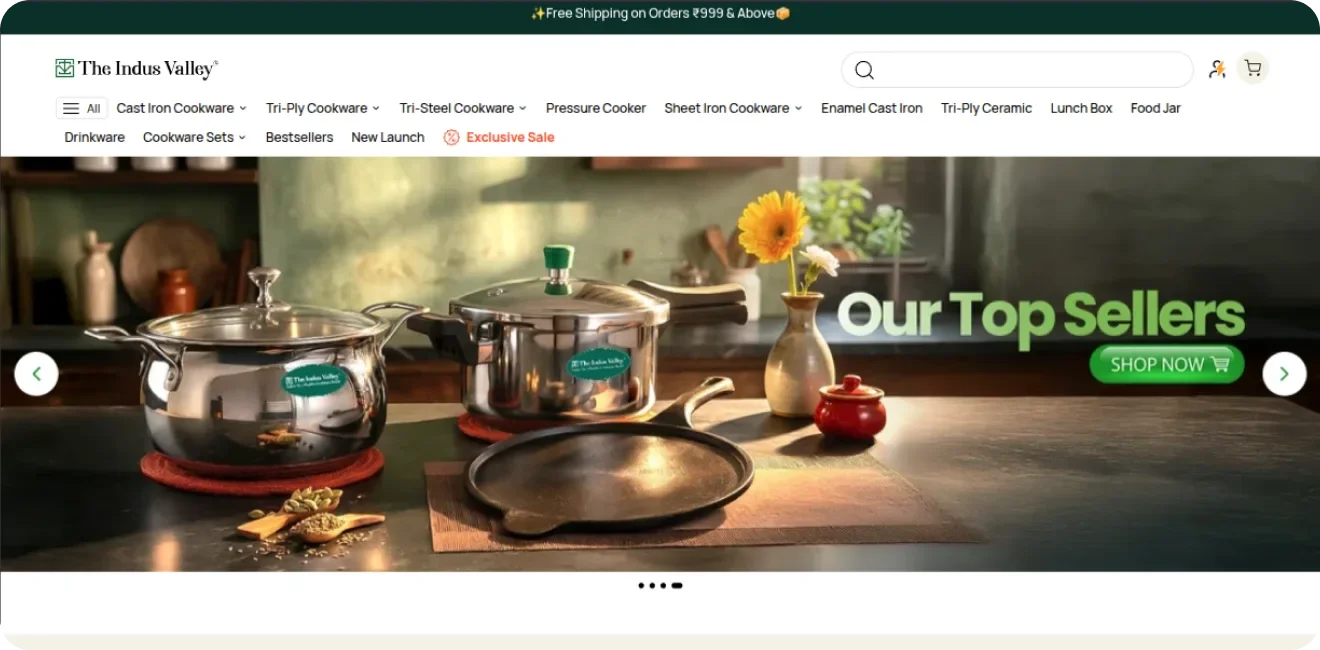 ✨Free Shipping on Orders ₹999 & Above📦
The Indus Valley®
All Cast Iron Cookware Tri-Ply Cookware Tri-Steel Cookware Pressure Cooker Sheet Iron Cookware Enamel Cast Iron Tri-Ply Ceramic Lunch Box Food Jar
Drinkware Cookware Sets Bestsellers New Launch Exclusive Sale
Our Top Sellers
SHOP NOW
The Indus Valley
The Indus Valley